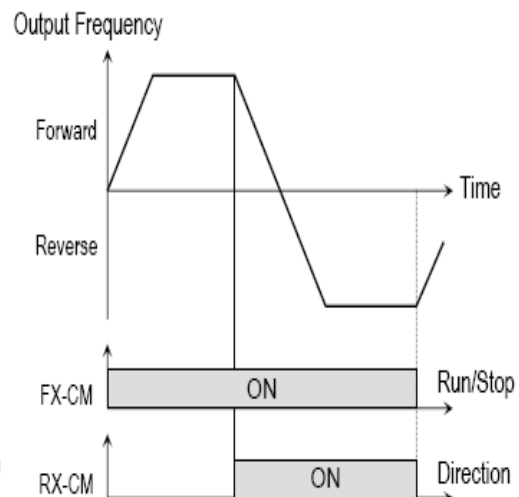 Output Frequency
Forward
Time
Reverse
FX-CM
ON
Run/Stop
RX-CM
ON
Direction